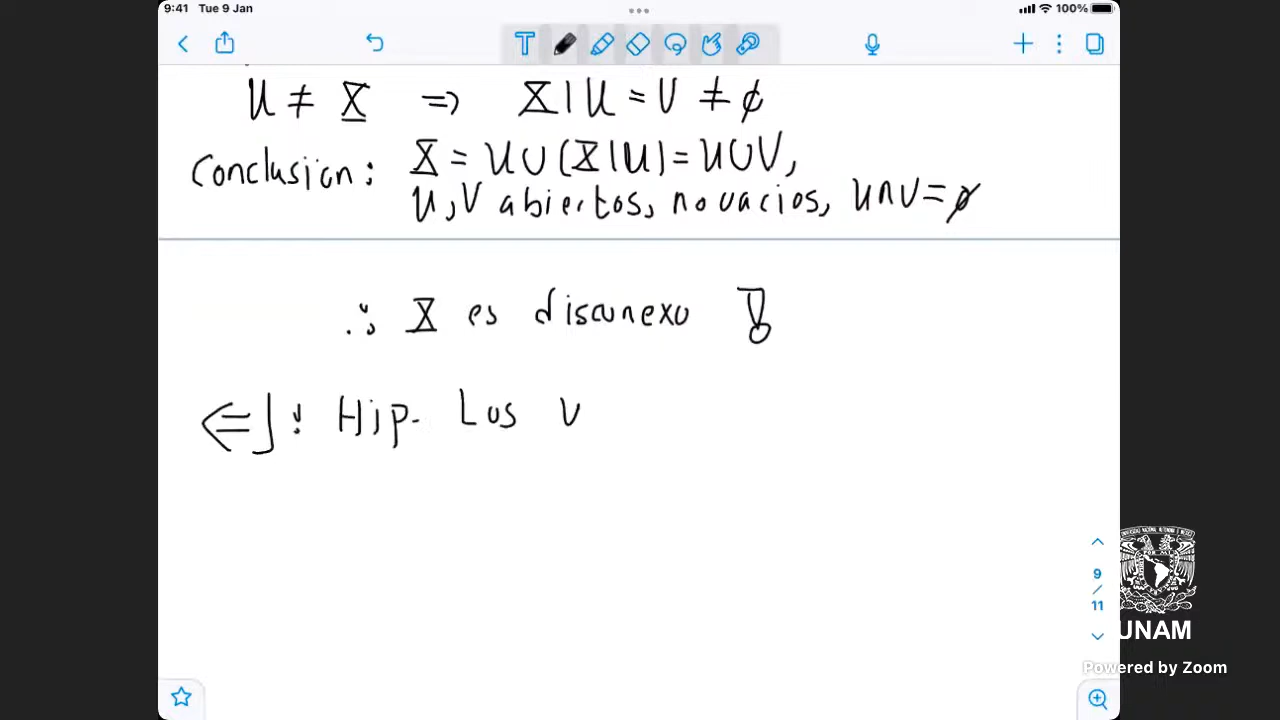 9:41 Tue 9 Jan 100%
U ≠ X ⇒ X \ U = V ≠ ∅
Conclusión: X = U ∪ (X \ U) = U ∪ V,
U, V abiertos, no vacios, U ∩ V = ∅
∴ X es disconexo !
⇐]: Hip. Los v
9
/
11
UNAM
Powered by Zoom